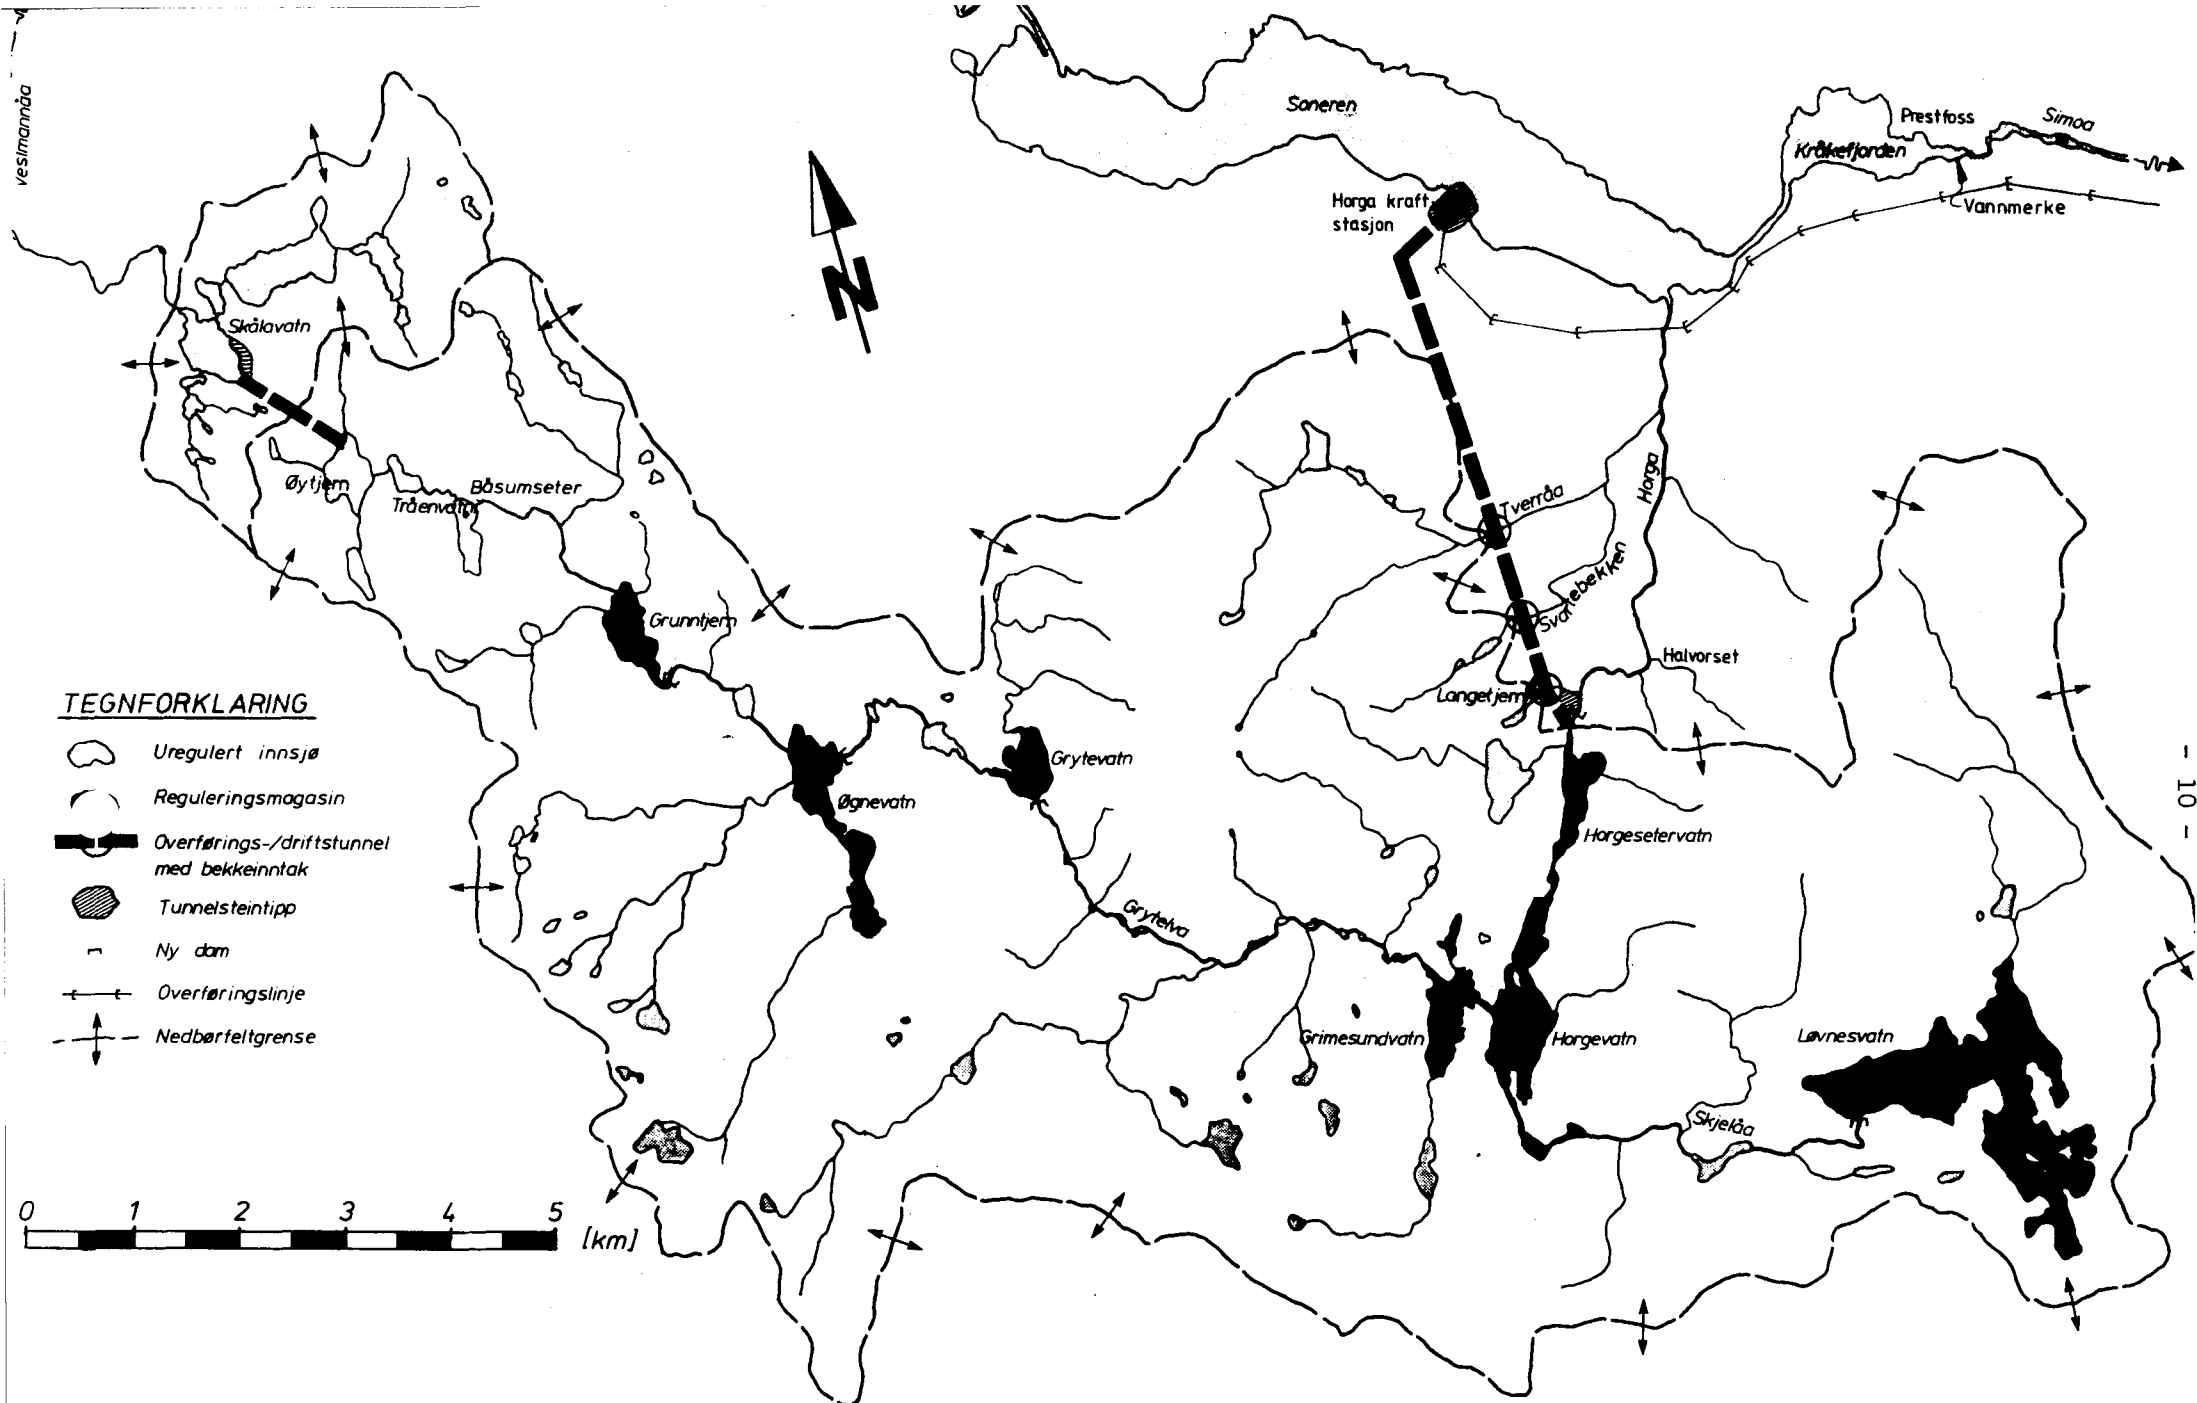 veslmannåa
Soneren
Prestfoss
Simoa
Kråkefjorden
Vannmerke
Horga kraft
stasjon
N
Skålavatn
Øytjern
Tråenvatn
Båsumseter
Grunntjern
Tverråa
Horga
Svartebekken
Halvorset
Langetjern
Grytevatn
Øgnevatn
Horgesetervatn
Grytelva
Grimesundvatn
Horgevatn
Løvnesvatn
Skjelåa
TEGNFORKLARING
Uregulert innsjø
Reguleringsmagasin
Overførings-/driftstunnel
med bekkeinntak
Tunnelsteintipp
Ny dam
Overføringslinje
Nedbørfeltgrense
0 1 2 3 4 5 [km]
- 10 -